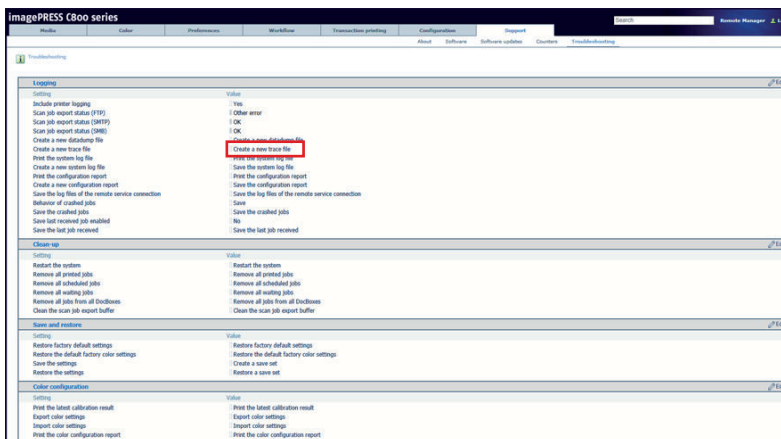 imagePRESS C800 series
Search
Remote Manager
Media Color Preferences Workflow Transaction printing Configuration Support
About Software Software updates Counters Troubleshooting
Troubleshooting
Logging
Setting Value
Include printer logging Yes
Scan job export status (FTP) Other error
Scan job export status (SMTP) OK
Scan job export status (SMB) OK
Create a new datadump file Create a new datadump file
Create a new trace file Create a new trace file
Print the system log file Print the system log file
Create a new system log file Save the system log file
Print the configuration report Print the configuration report
Create a new configuration report Save the configuration report
Save the log files of the remote service connection Save the log files of the remote service connection
Behavior of crashed jobs Save
Save the crashed jobs Save the crashed jobs
Save last received job enabled No
Save the last job received Save the last job received
Clean-up
Setting Value
Restart the system Restart the system
Remove all printed jobs Remove all printed jobs
Remove all scheduled jobs Remove all scheduled jobs
Remove all waiting jobs Remove all waiting jobs
Remove all jobs from all DocBoxes Remove all jobs from all DocBoxes
Clean the scan job export buffer Clean the scan job export buffer
Save and restore
Setting Value
Restore factory default settings Restore factory default settings
Restore the default factory color settings Restore the default factory color settings
Save the settings Create a save set
Restore the settings Restore a save set
Color configuration
Setting Value
Print the latest calibration result Print the latest calibration result
Export color settings Export color settings
Import color settings Import color settings
Print the color configuration report Print the color configuration report